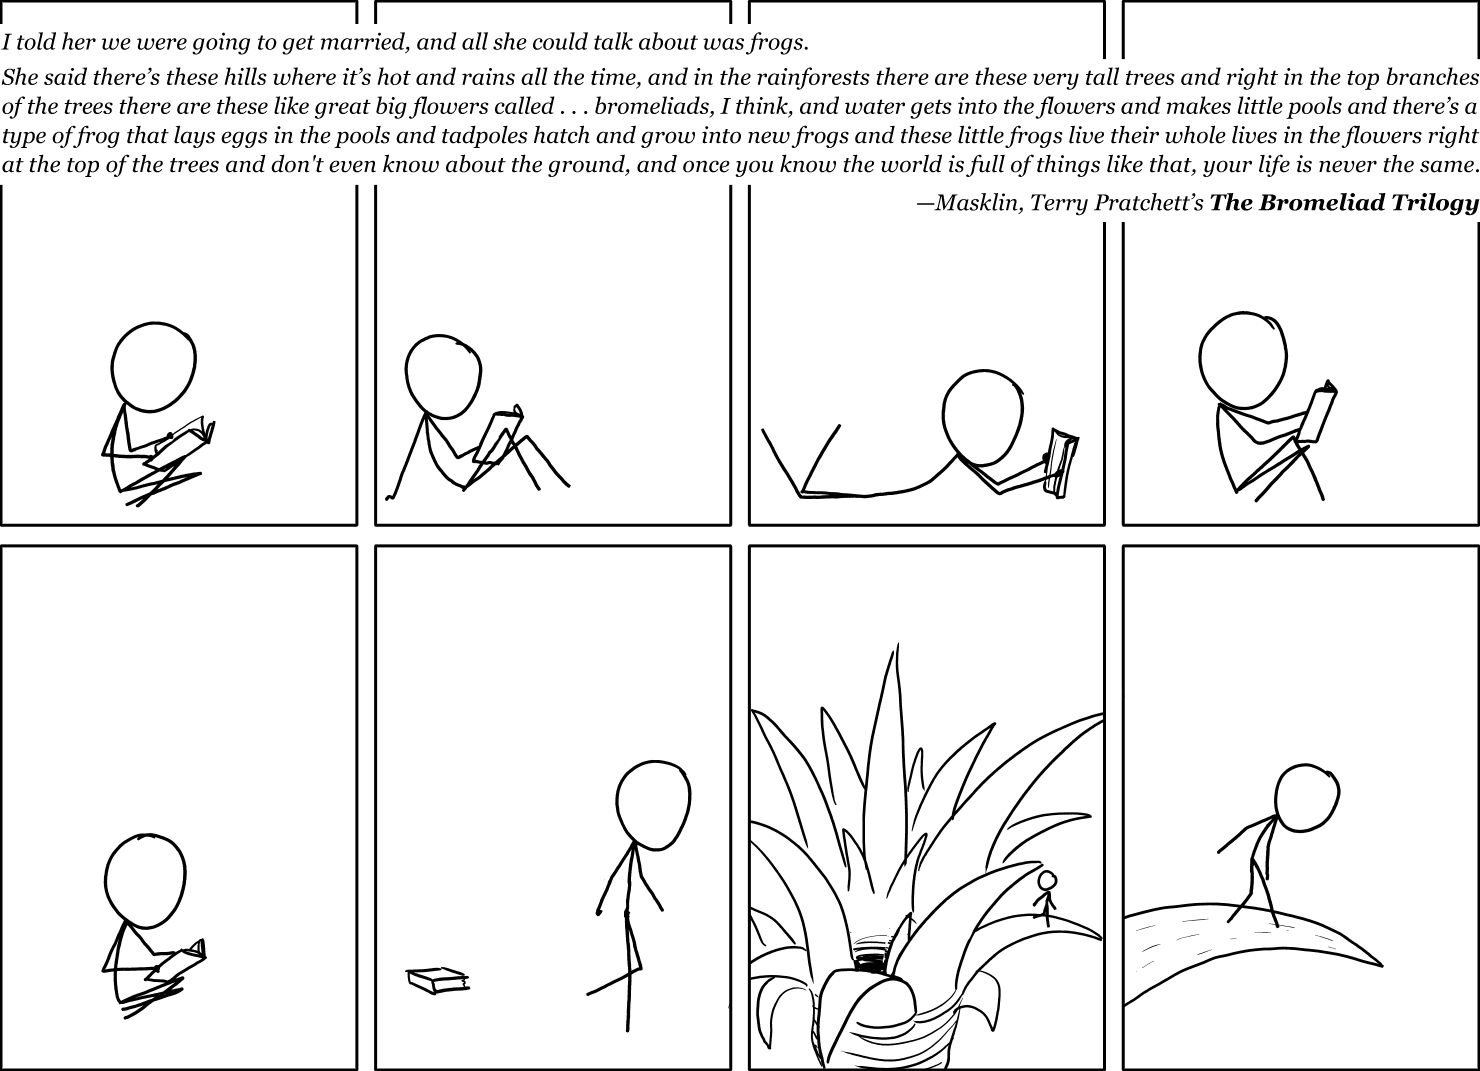 I told her we were going to get married, and all she could talk about was frogs.
She said there’s these hills where it’s hot and rains all the time, and in the rainforests there are these very tall trees and right in the top branches
of the trees there are these like great big flowers called . . . bromeliads, I think, and water gets into the flowers and makes little pools and there’s a
type of frog that lays eggs in the pools and tadpoles hatch and grow into new frogs and these little frogs live their whole lives in the flowers right
at the top of the trees and don't even know about the ground, and once you know the world is full of things like that, your life is never the same.
—Masklin, Terry Pratchett’s The Bromeliad Trilogy